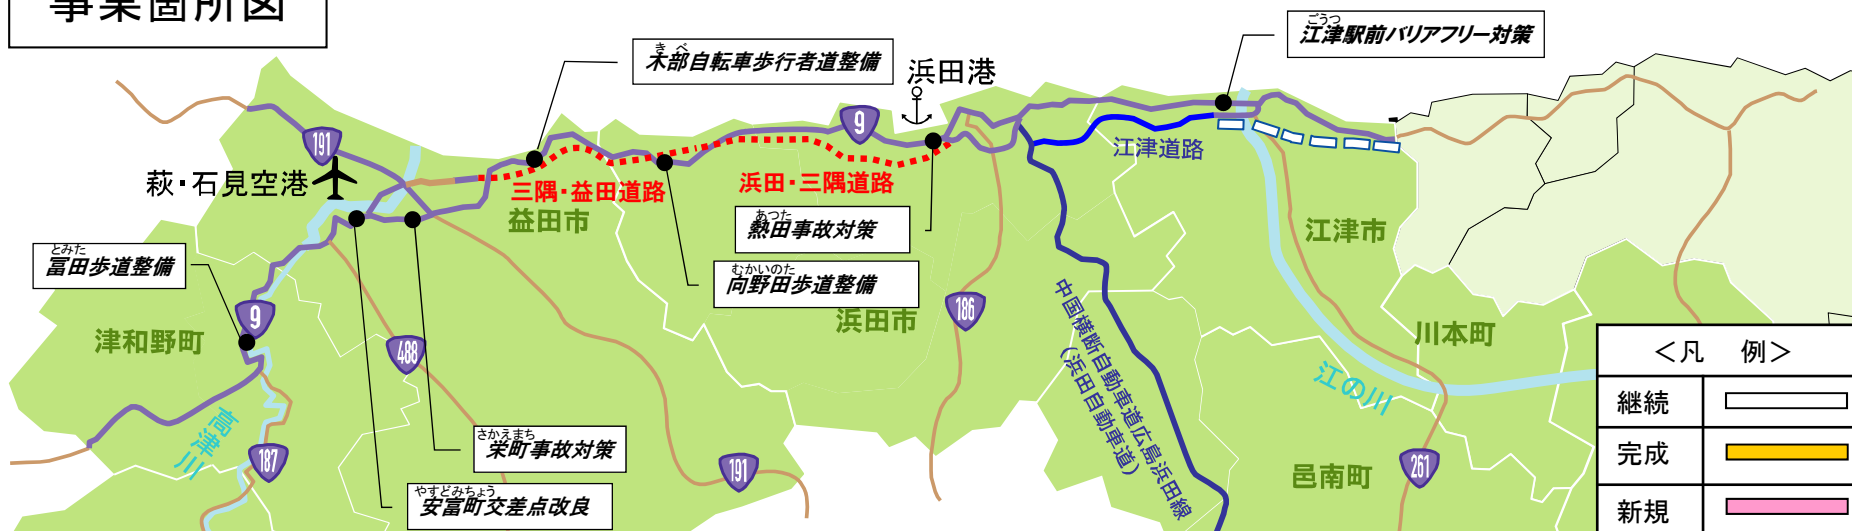 事業箇所図
ごうつ
江津駅前バリアフリー対策
きべ
木部自転車歩行者道整備
浜田港
9
191
江津道路
萩・石見空港
三隅・益田道路
浜田・三隅道路
益田市
あつた
熱田事故対策
江津市
とみた
冨田歩道整備
むかいのた
向野田歩道整備
9
186
浜田市
津和野町
488
中国横断自動車道広島浜田線
(浜田自動車道)
川本町
江の川
<凡 例>
継続
完成
新規
高津川
187
さかえまち
栄町事故対策
191
261
邑南町
やすどみちょう
安富町交差点改良